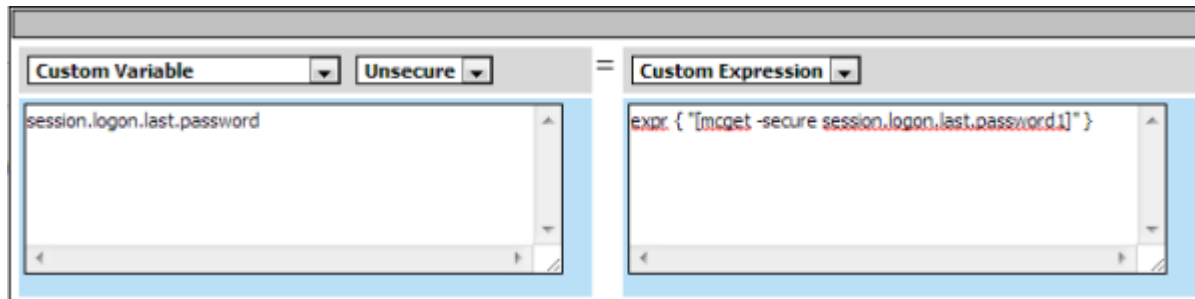 Custom Variable Unsecure = Custom Expression
session.logon.last.password
expr { "[mcget -secure session.logon.last.password1]" }